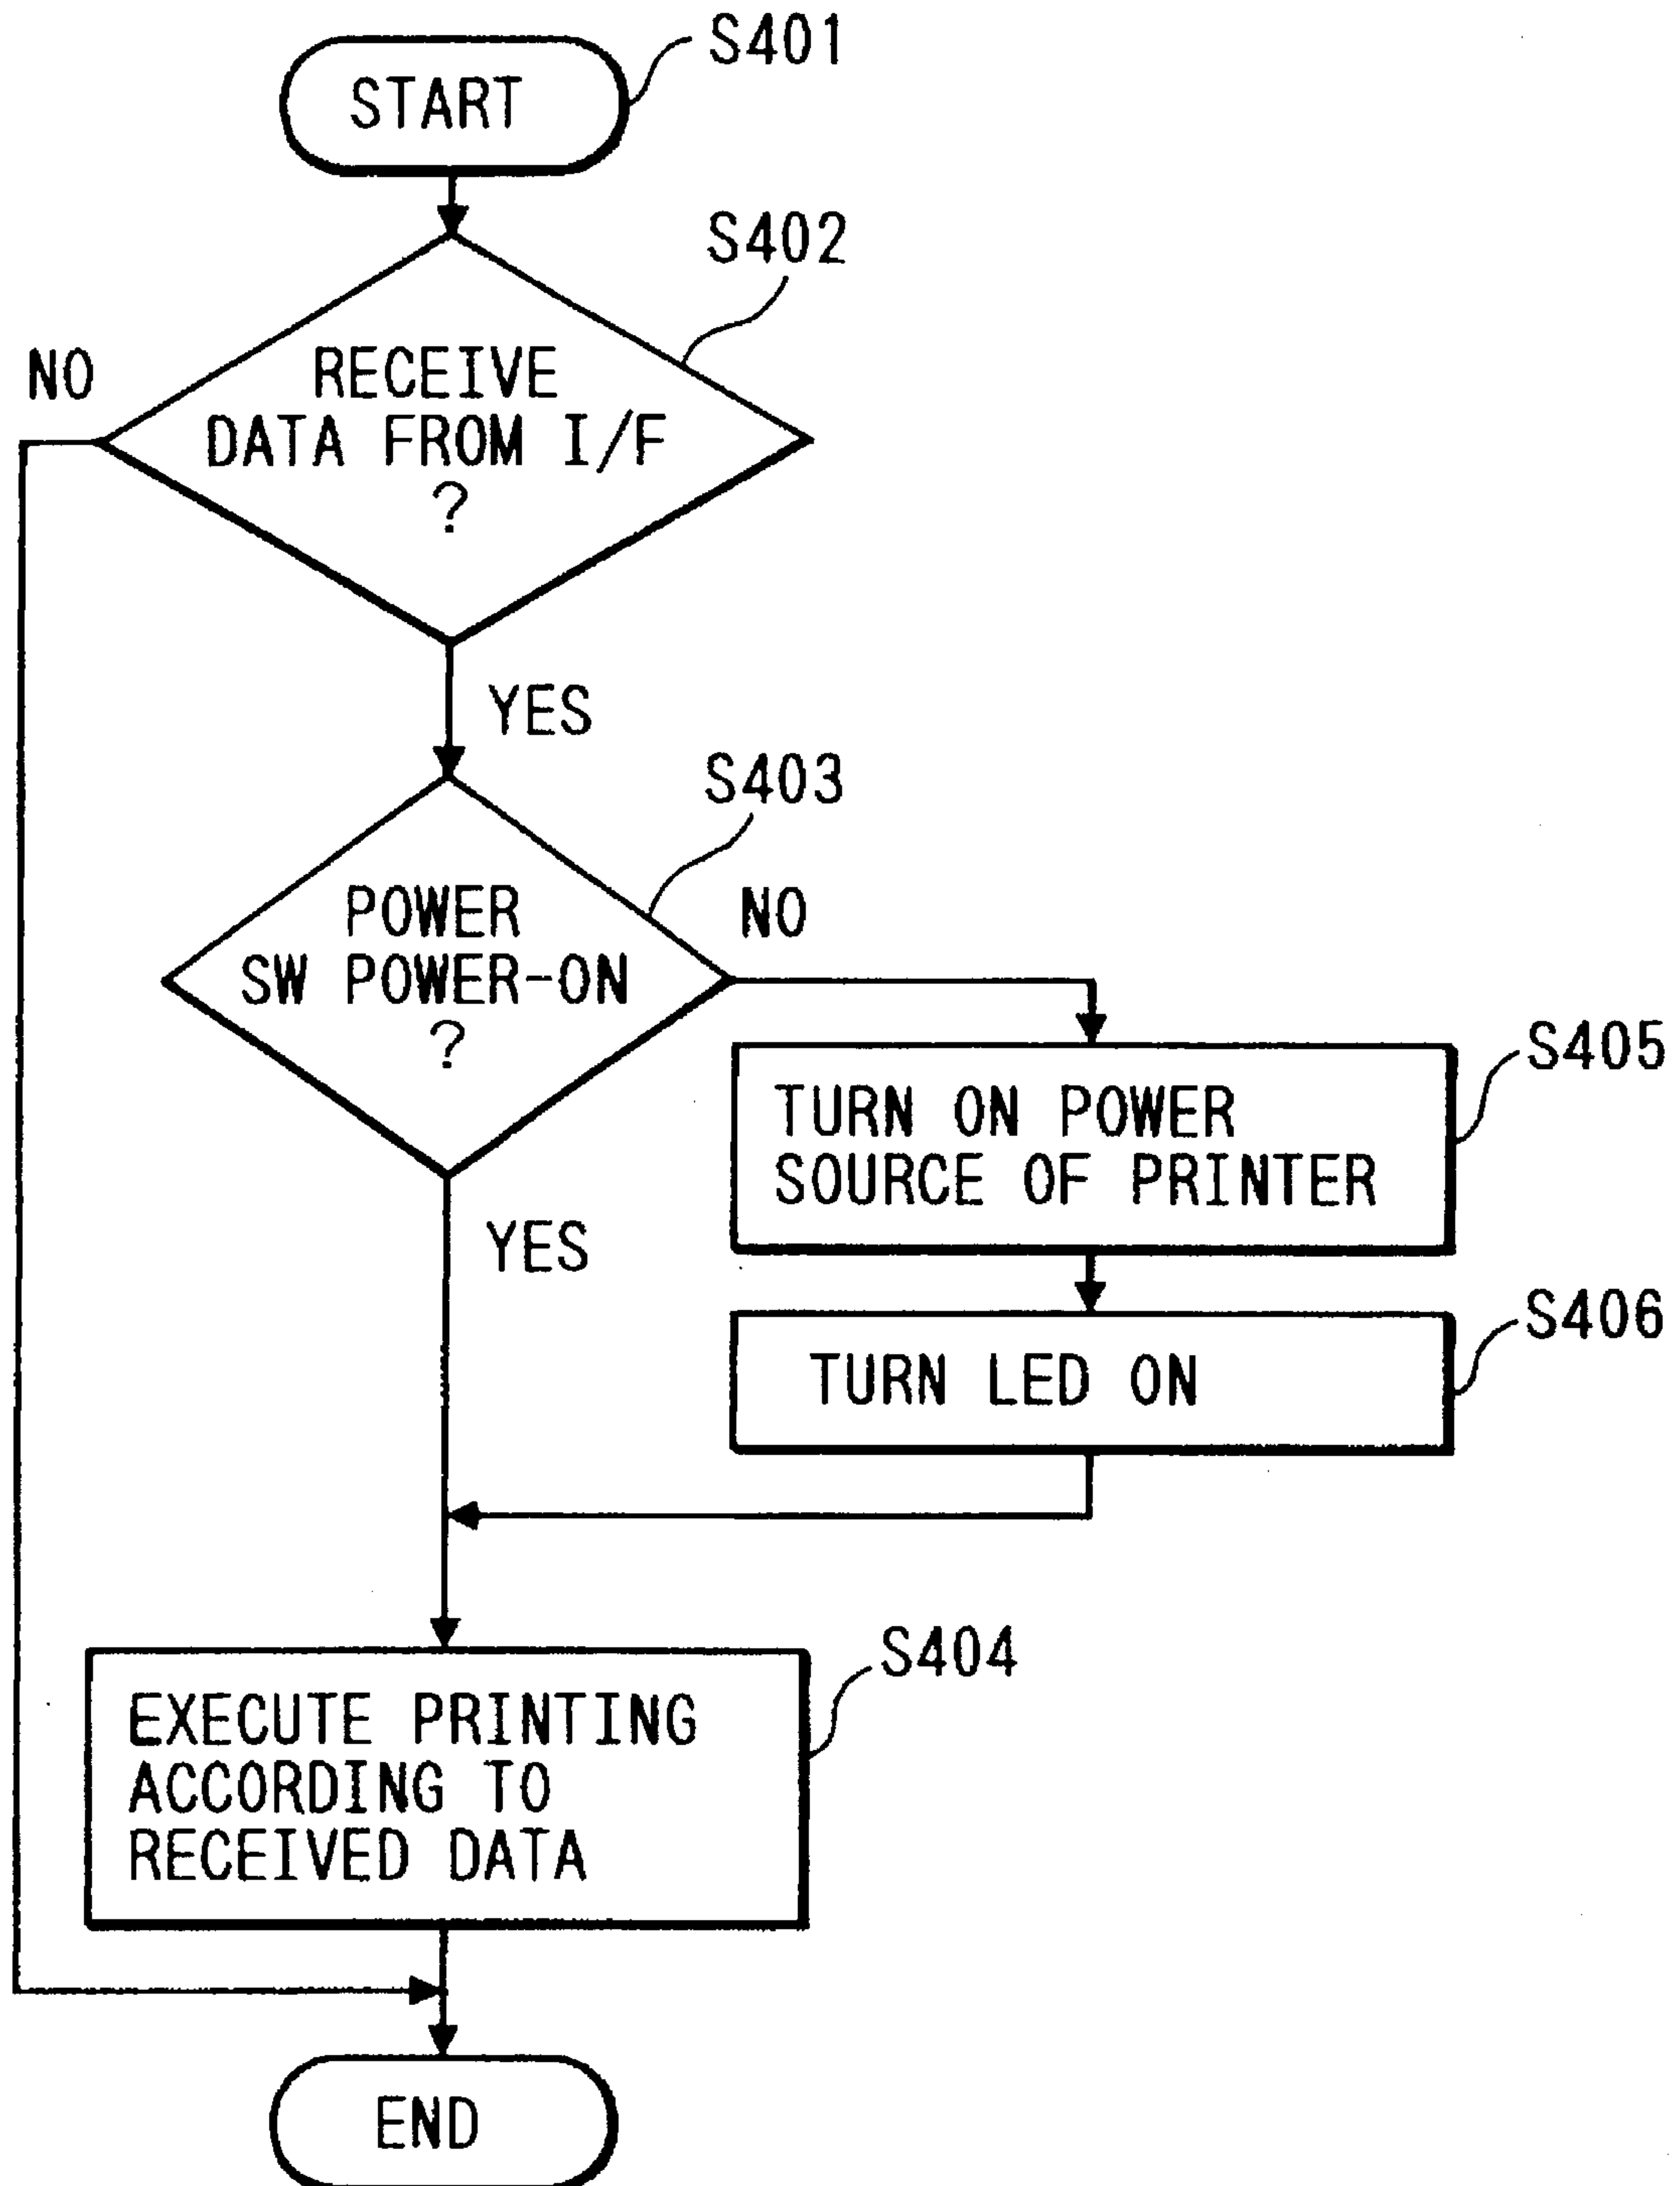 S401
START
S402
NO
RECEIVE
DATA FROM I/F
?
YES
S403
POWER
SW POWER-ON
?
NO
S405
TURN ON POWER
SOURCE OF PRINTER
YES
S406
TURN LED ON
S404
EXECUTE PRINTING
ACCORDING TO
RECEIVED DATA
END